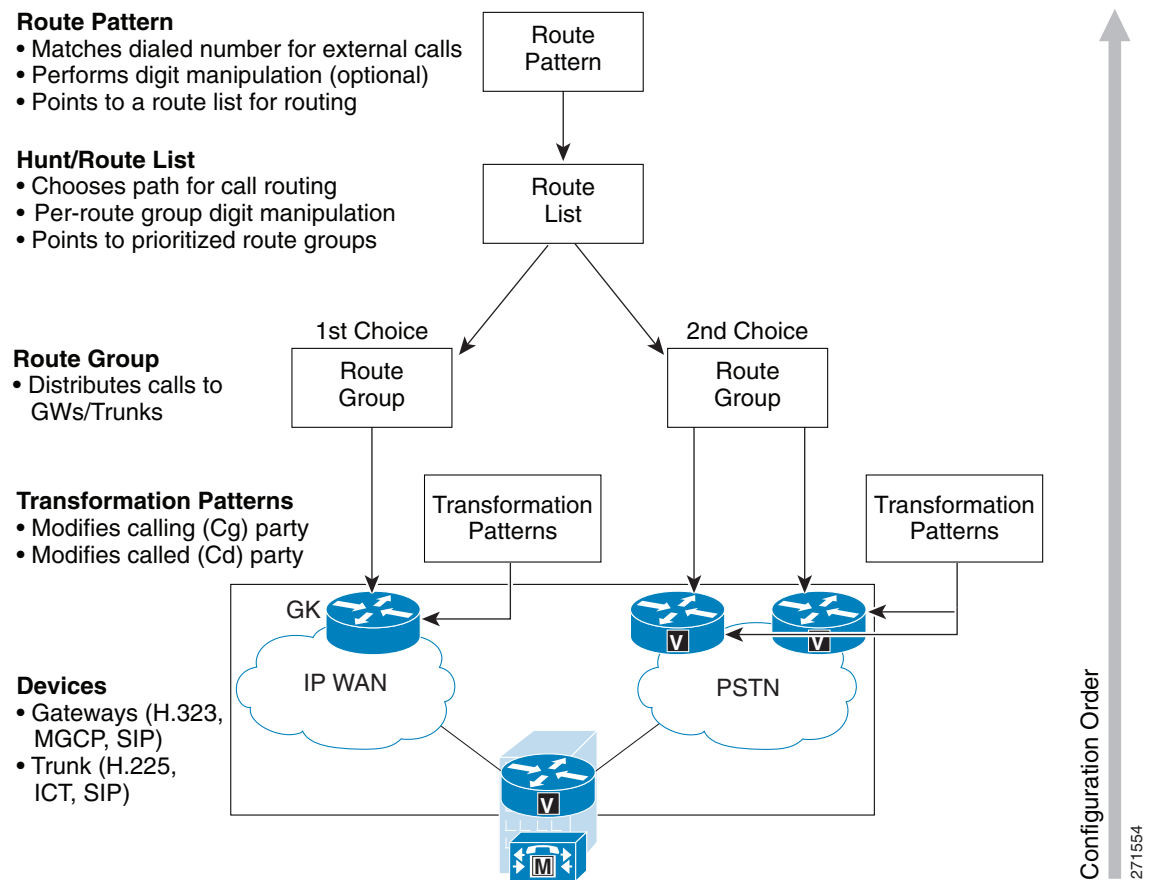 Route Pattern
• Matches dialed number for external calls
• Performs digit manipulation (optional)
• Points to a route list for routing
Route
Pattern
Hunt/Route List
• Chooses path for call routing
• Per-route group digit manipulation
• Points to prioritized route groups
Route
List
1st Choice
2nd Choice
Route Group
• Distributes calls to
GWs/Trunks
Route
Group
Route
Group
Transformation Patterns
• Modifies calling (Cg) party
• Modifies called (Cd) party
Transformation
Patterns
Transformation
Patterns
GK
V
V
IP WAN
PSTN
Devices
• Gateways (H.323,
MGCP, SIP)
• Trunk (H.225,
ICT, SIP)
V
M
Configuration Order
271554